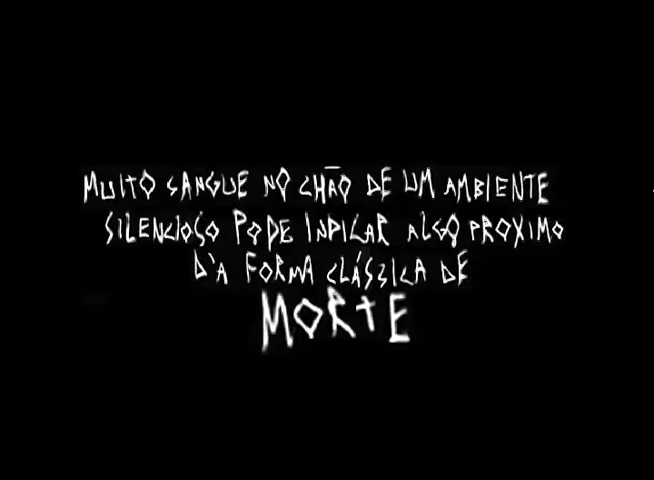 MUITO SANGUE NO CHÃO DE UM AMBIENTE
SILENCIOSO PODE INDICAR ALGO PROXIMO
D'A FORMA CLÁSSICA DE
MORTE